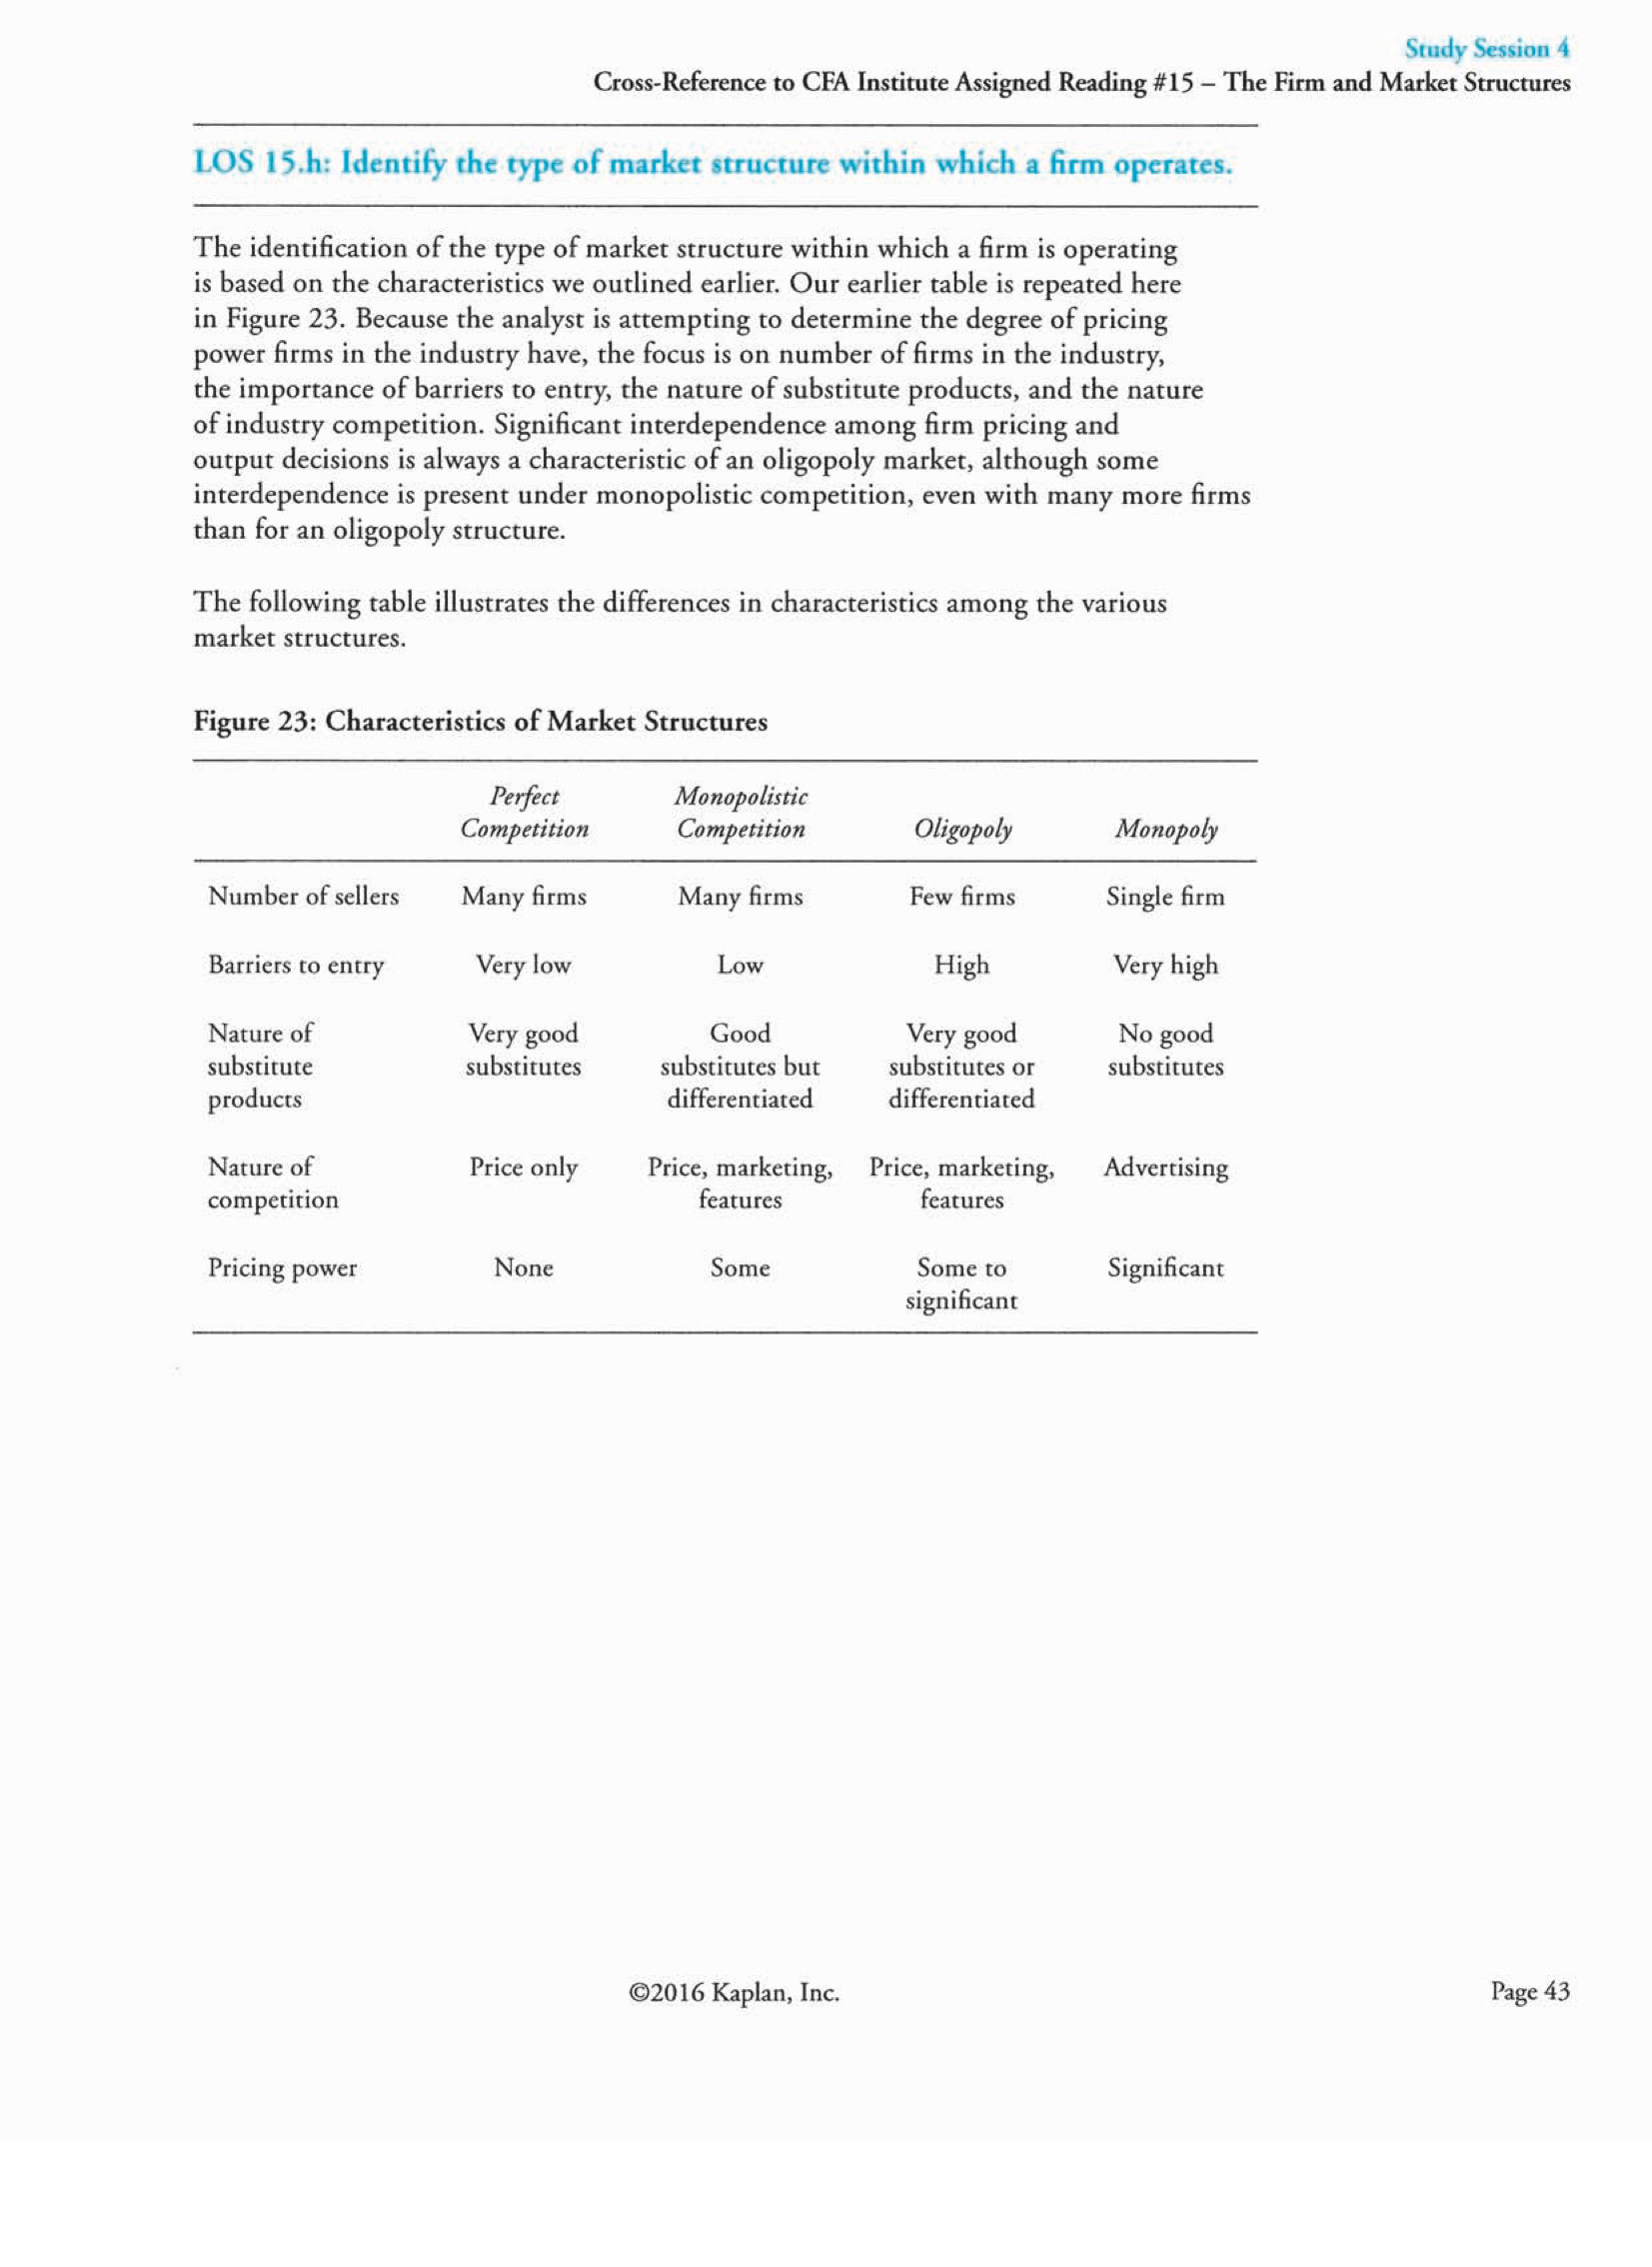 Study Session 4
Cross-Reference to CFA Institute Assigned Reading #15 – The Firm and Market Structures
LOS 15.h: Identify the type of market structure within which a firm operates.
The identification of the type of market structure within which a firm is operating
is based on the characteristics we outlined earlier. Our earlier table is repeated here
in Figure 23. Because the analyst is attempting to determine the degree of pricing
power firms in the industry have, the focus is on number of firms in the industry,
the importance of barriers to entry, the nature of substitute products, and the nature
of industry competition. Significant interdependence among firm pricing and
output decisions is always a characteristic of an oligopoly market, although some
interdependence is present under monopolistic competition, even with many more firms
than for an oligopoly structure.
The following table illustrates the differences in characteristics among the various
market structures.
Figure 23: Characteristics of Market Structures
Perfect Monopolistic
Competition Competition Oligopoly Monopoly
Number of sellers Many firms Many firms Few firms Single firm
Barriers to entry Very low Low High Very high
Nature of Very good Good Very good No good
substitute substitutes substitutes but substitutes or substitutes
products differentiated differentiated
Nature of Price only Price, marketing, Price, marketing, Advertising
competition features features
Pricing power None Some Some to Significant
significant
©2016 Kaplan, Inc. Page 43